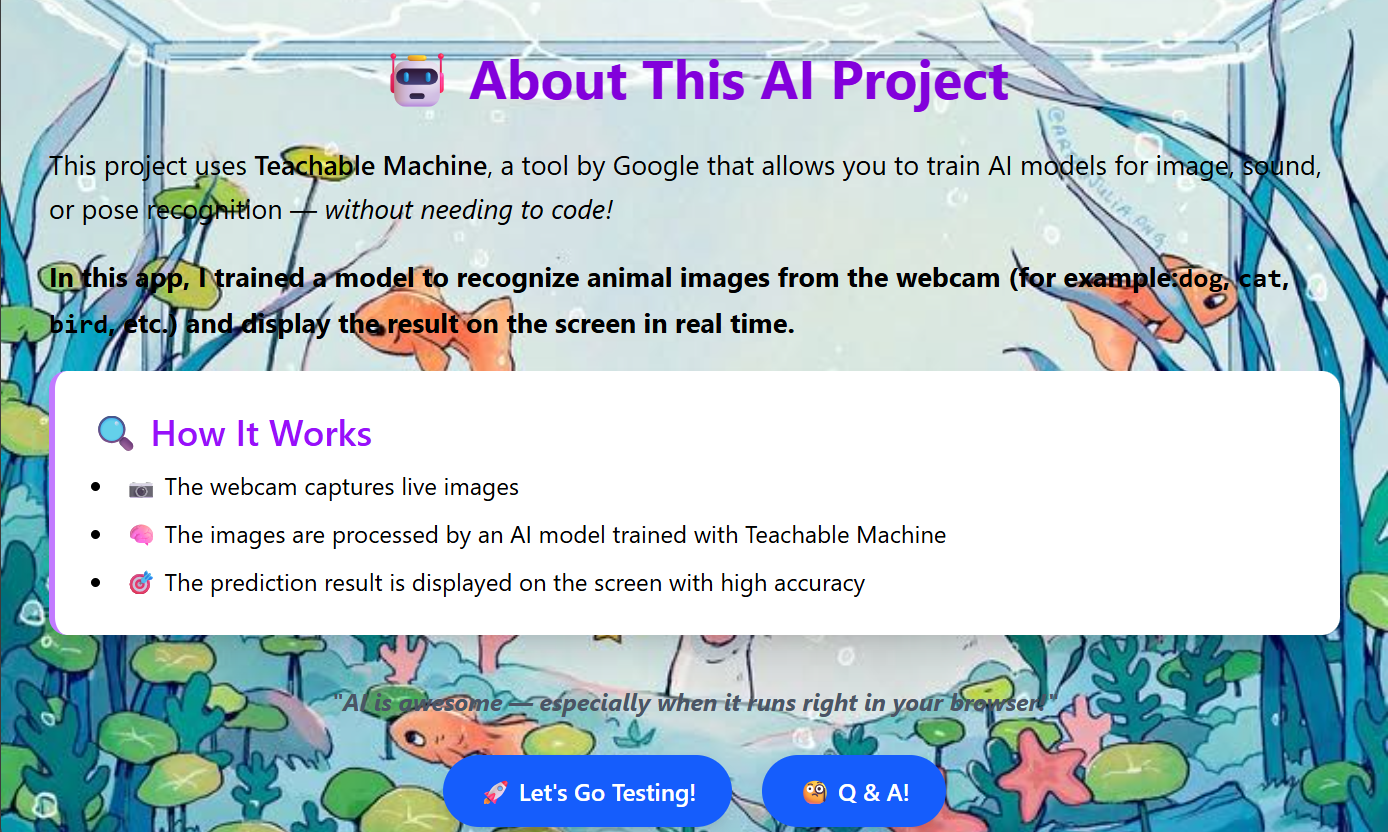 🤖 About This AI Project
This project uses Teachable Machine, a tool by Google that allows you to train AI models for image, sound,
or pose recognition — without needing to code!
In this app, I trained a model to recognize animal images from the webcam (for example:dog, cat,
bird, etc.) and display the result on the screen in real time.
🔍 How It Works
• 📷 The webcam captures live images
• 🧠 The images are processed by an AI model trained with Teachable Machine
• 🎯 The prediction result is displayed on the screen with high accuracy
"AI is awesome — especially when it runs right in your browser!"
🚀 Let's Go Testing!
🧐 Q & A!